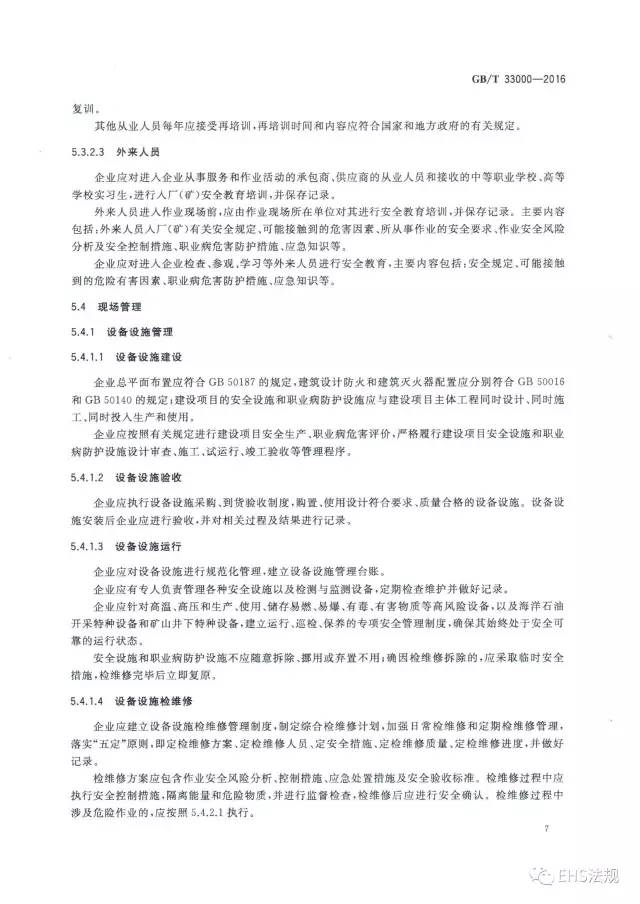 GB/T 33000—2016
复训。
其他从业人员每年应接受再培训,再培训时间和内容应符合国家和地方政府的有关规定。
5.3.2.3 外来人员
企业应对进入企业从事服务和作业活动的承包商、供应商的从业人员和接收的中等职业学校、高等
学校实习生,进行入厂(矿)安全教育培训,并保存记录。
外来人员进入作业现场前,应由作业现场所在单位对其进行安全教育培训,并保存记录。主要内容
包括:外来人员入厂(矿)有关安全规定、可能接触到的危害因素、所从事作业的安全要求、作业安全风险
分析及安全控制措施、职业病危害防护措施、应急知识等。
企业应对进入企业检查、参观、学习等外来人员进行安全教育,主要内容包括:安全规定、可能接触
到的危险有害因素、职业病危害防护措施、应急知识等。
5.4 现场管理
5.4.1 设备设施管理
5.4.1.1 设备设施建设
企业总平面布置应符合 GB 50187 的规定,建筑设计防火和建筑灭火器配置应分别符合 GB 50016
和 GB 50140 的规定;建设项目的安全设施和职业病防护设施应与建设项目主体工程同时设计、同时施
工、同时投入生产和使用。
企业应按照有关规定进行建设项目安全生产、职业病危害评价,严格履行建设项目安全设施和职业
病防护设施设计审查、施工、试运行、竣工验收等管理程序。
5.4.1.2 设备设施验收
企业应执行设备设施采购、到货验收制度,购置、使用设计符合要求、质量合格的设备设施。设备设
施安装后企业应进行验收,并对相关过程及结果进行记录。
5.4.1.3 设备设施运行
企业应对设备设施进行规范化管理,建立设备设施管理台账。
企业应有专人负责管理各种安全设施以及检测与监测设备,定期检查维护并做好记录。
企业应针对高温、高压和生产、使用、储存易燃、易爆、有毒、有害物质等高风险设备,以及海洋石油
开采特种设备和矿山井下特种设备,建立运行、巡检、保养的专项安全管理制度,确保其始终处于安全可
靠的运行状态。
安全设施和职业病防护设施不应随意拆除、挪用或弃置不用;确因检维修拆除的,应采取临时安全
措施,检维修完毕后立即复原。
5.4.1.4 设备设施检维修
企业应建立设备设施检维修管理制度,制定综合检维修计划,加强日常检维修和定期检维修管理,
落实“五定”原则,即定检维修方案、定检维修人员、定安全措施、定检维修质量、定检维修进度,并做好
记录。
检维修方案应包含作业安全风险分析、控制措施、应急处置措施及安全验收标准。检维修过程中应
执行安全控制措施,隔离能量和危险物质,并进行监督检查,检维修后应进行安全确认。检维修过程中
涉及危险作业的,应按照 5.4.2.1 执行。
7
EHS法规